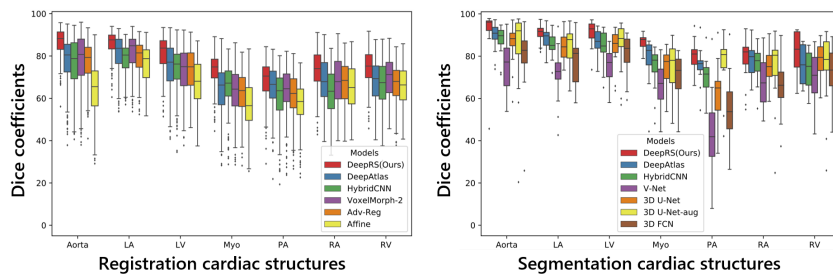 Dice coefficients
100
80
60
40
20
0
Models
DeepRS(Ours)
DeepAtlas
HybridCNN
VoxelMorph-2
Adv-Reg
Affine
Aorta LA LV Myo PA RA RV
Registration cardiac structures
Dice coefficients
100
80
60
40
20
0
Models
DeepRS(Ours)
DeepAtlas
HybridCNN
V-Net
3D U-Net
3D U-Net-aug
3D FCN
Aorta LA LV Myo PA RA RV
Segmentation cardiac structures